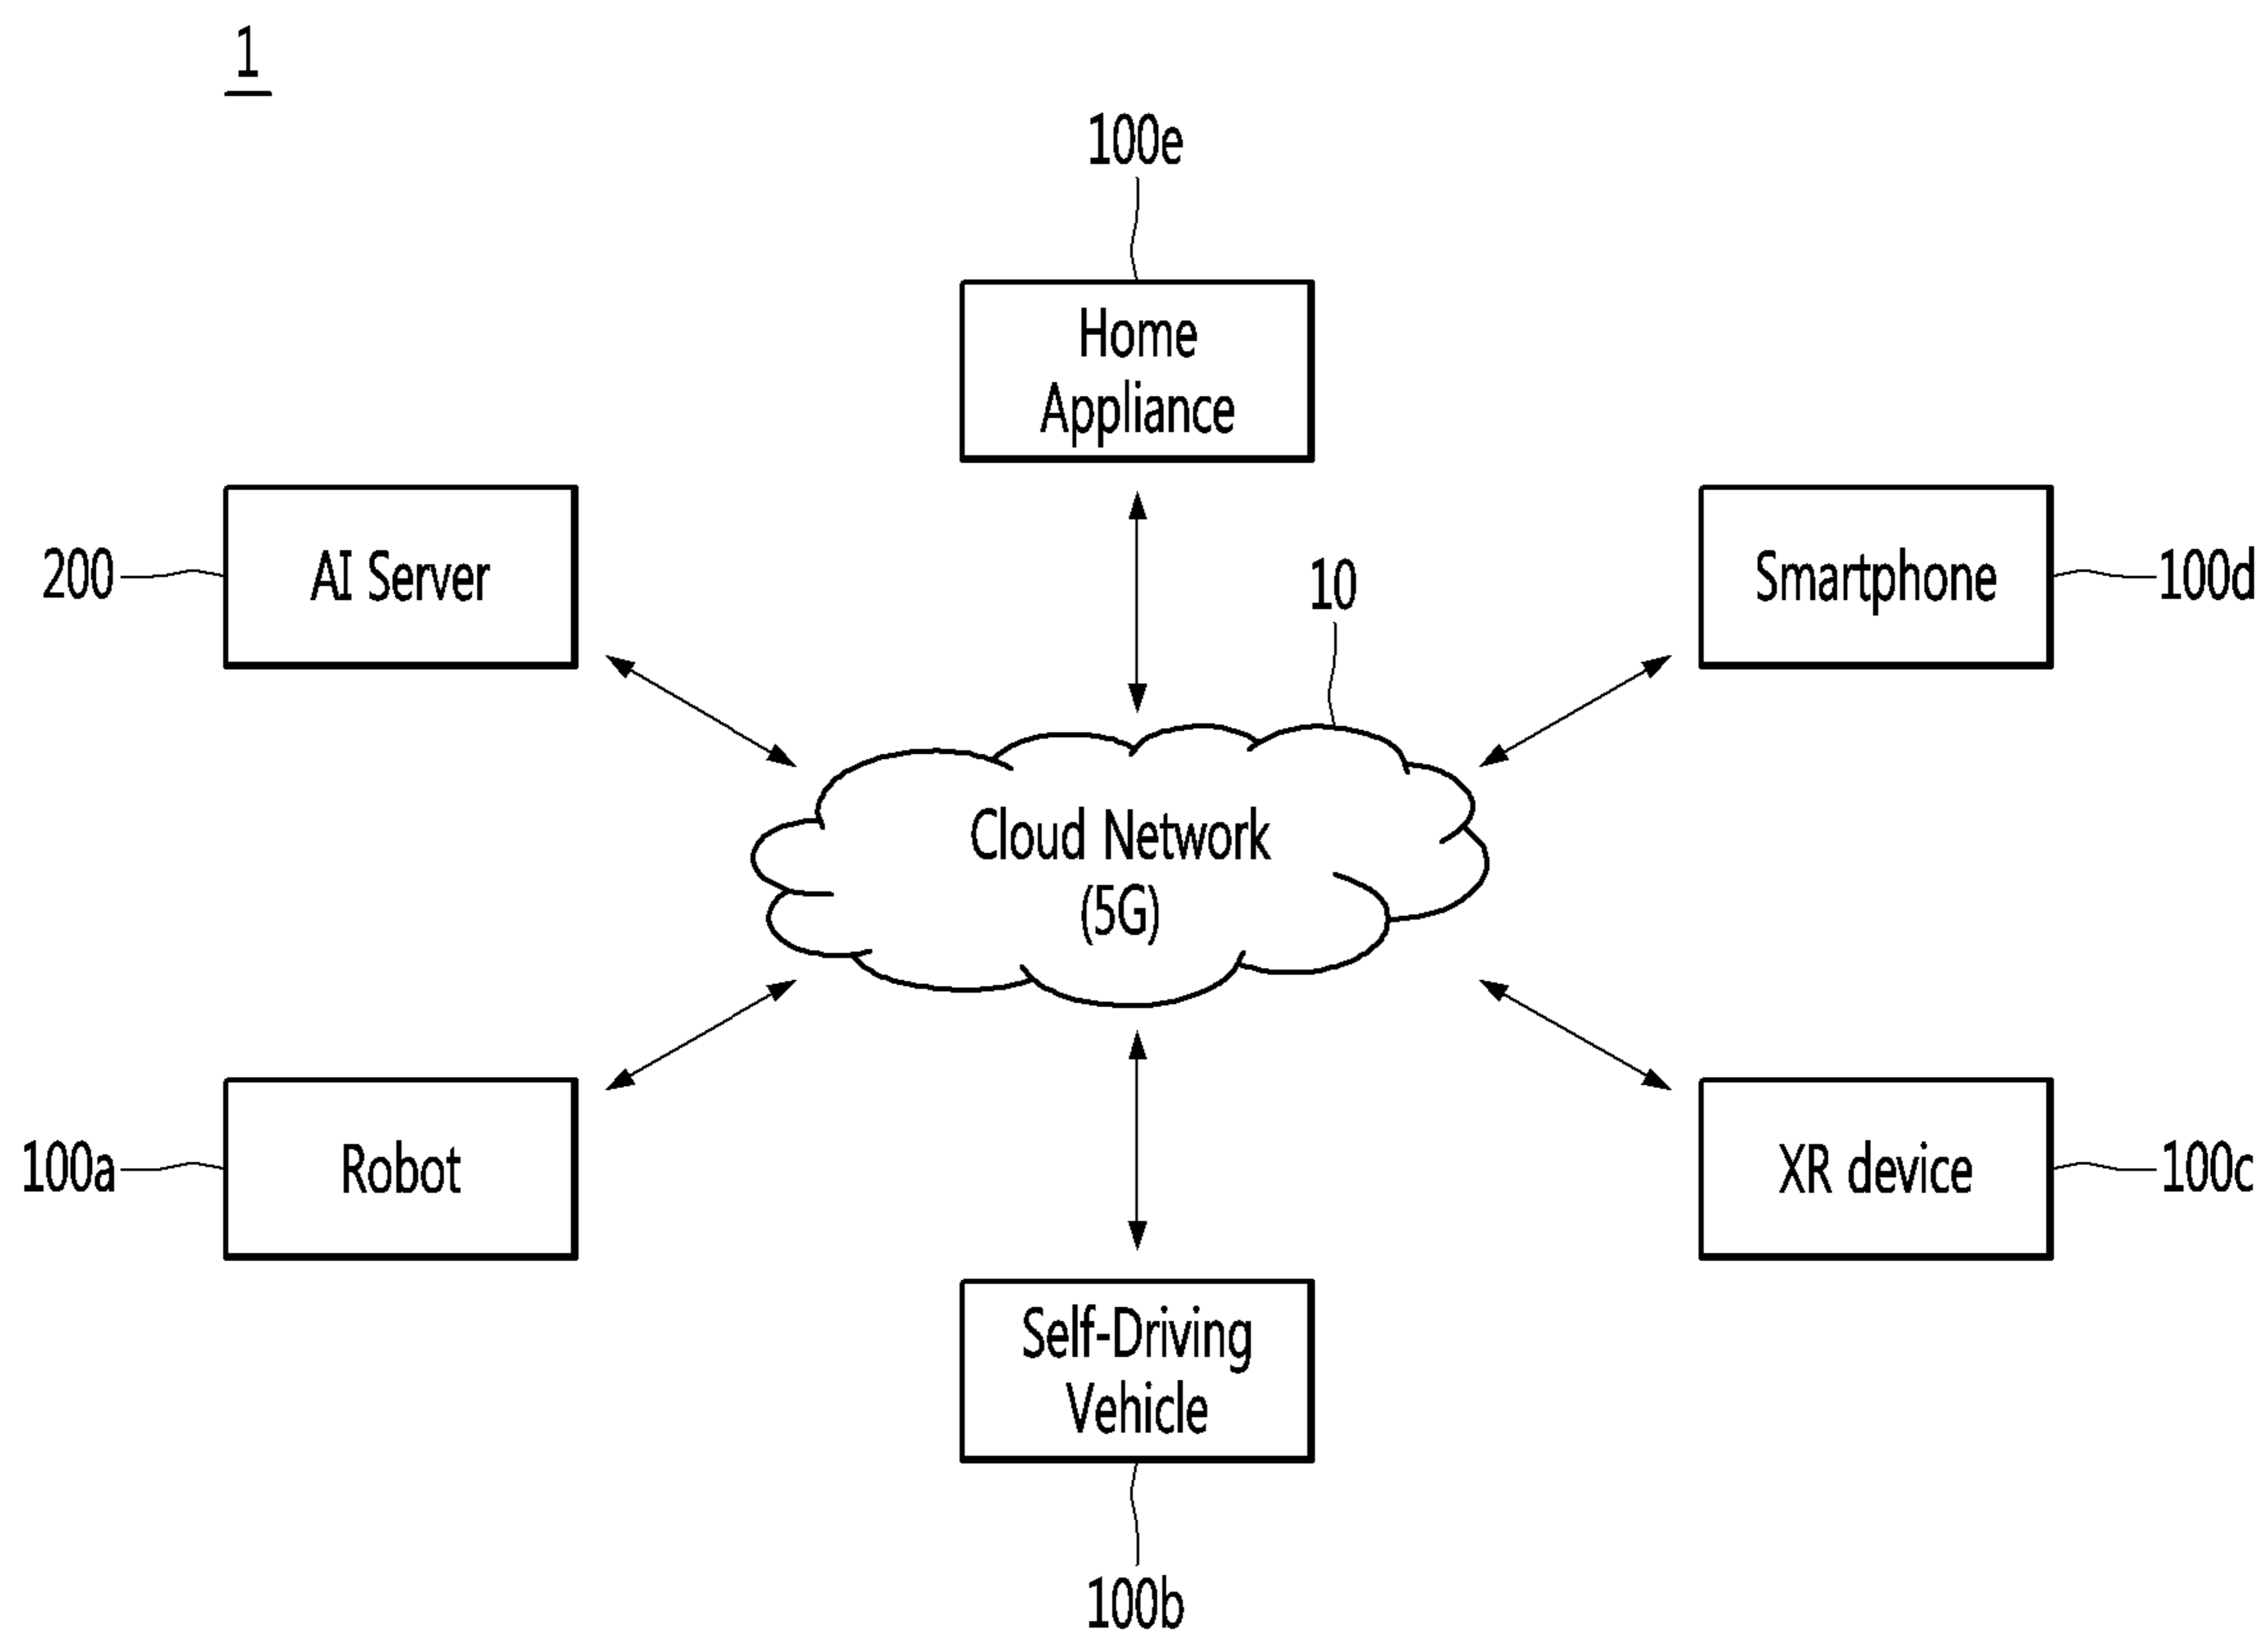 1
100e
Home
Appliance
200
AI Server
10
Smartphone
100d
Cloud Network
(5G)
100a
Robot
XR device
100c
Self-Driving
Vehicle
100b